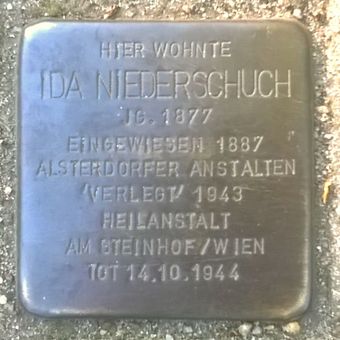 HIER WOHNTE
IDA NIEDERSCHUCH
JG. 1877
EINGEWIESEN 1887
ALSTERDORFER ANSTALTEN
'VERLEGT' 1943
HEILANSTALT
AM STEINHOF/WIEN
TOT 14.10.1944